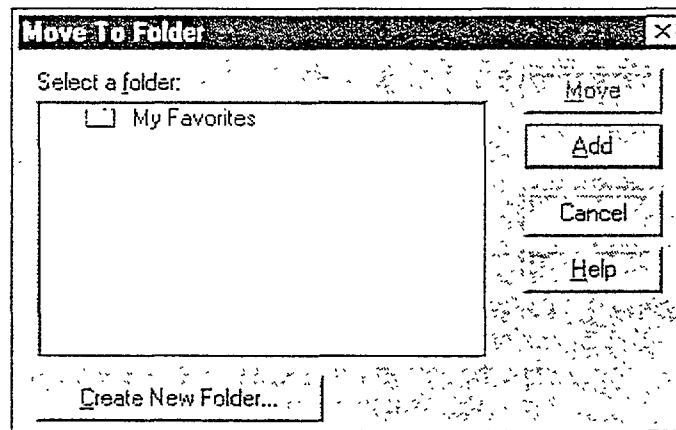 Move To Folder
Select a folder:
My Favorites
Move
Add
Cancel
Help
Create New Folder...